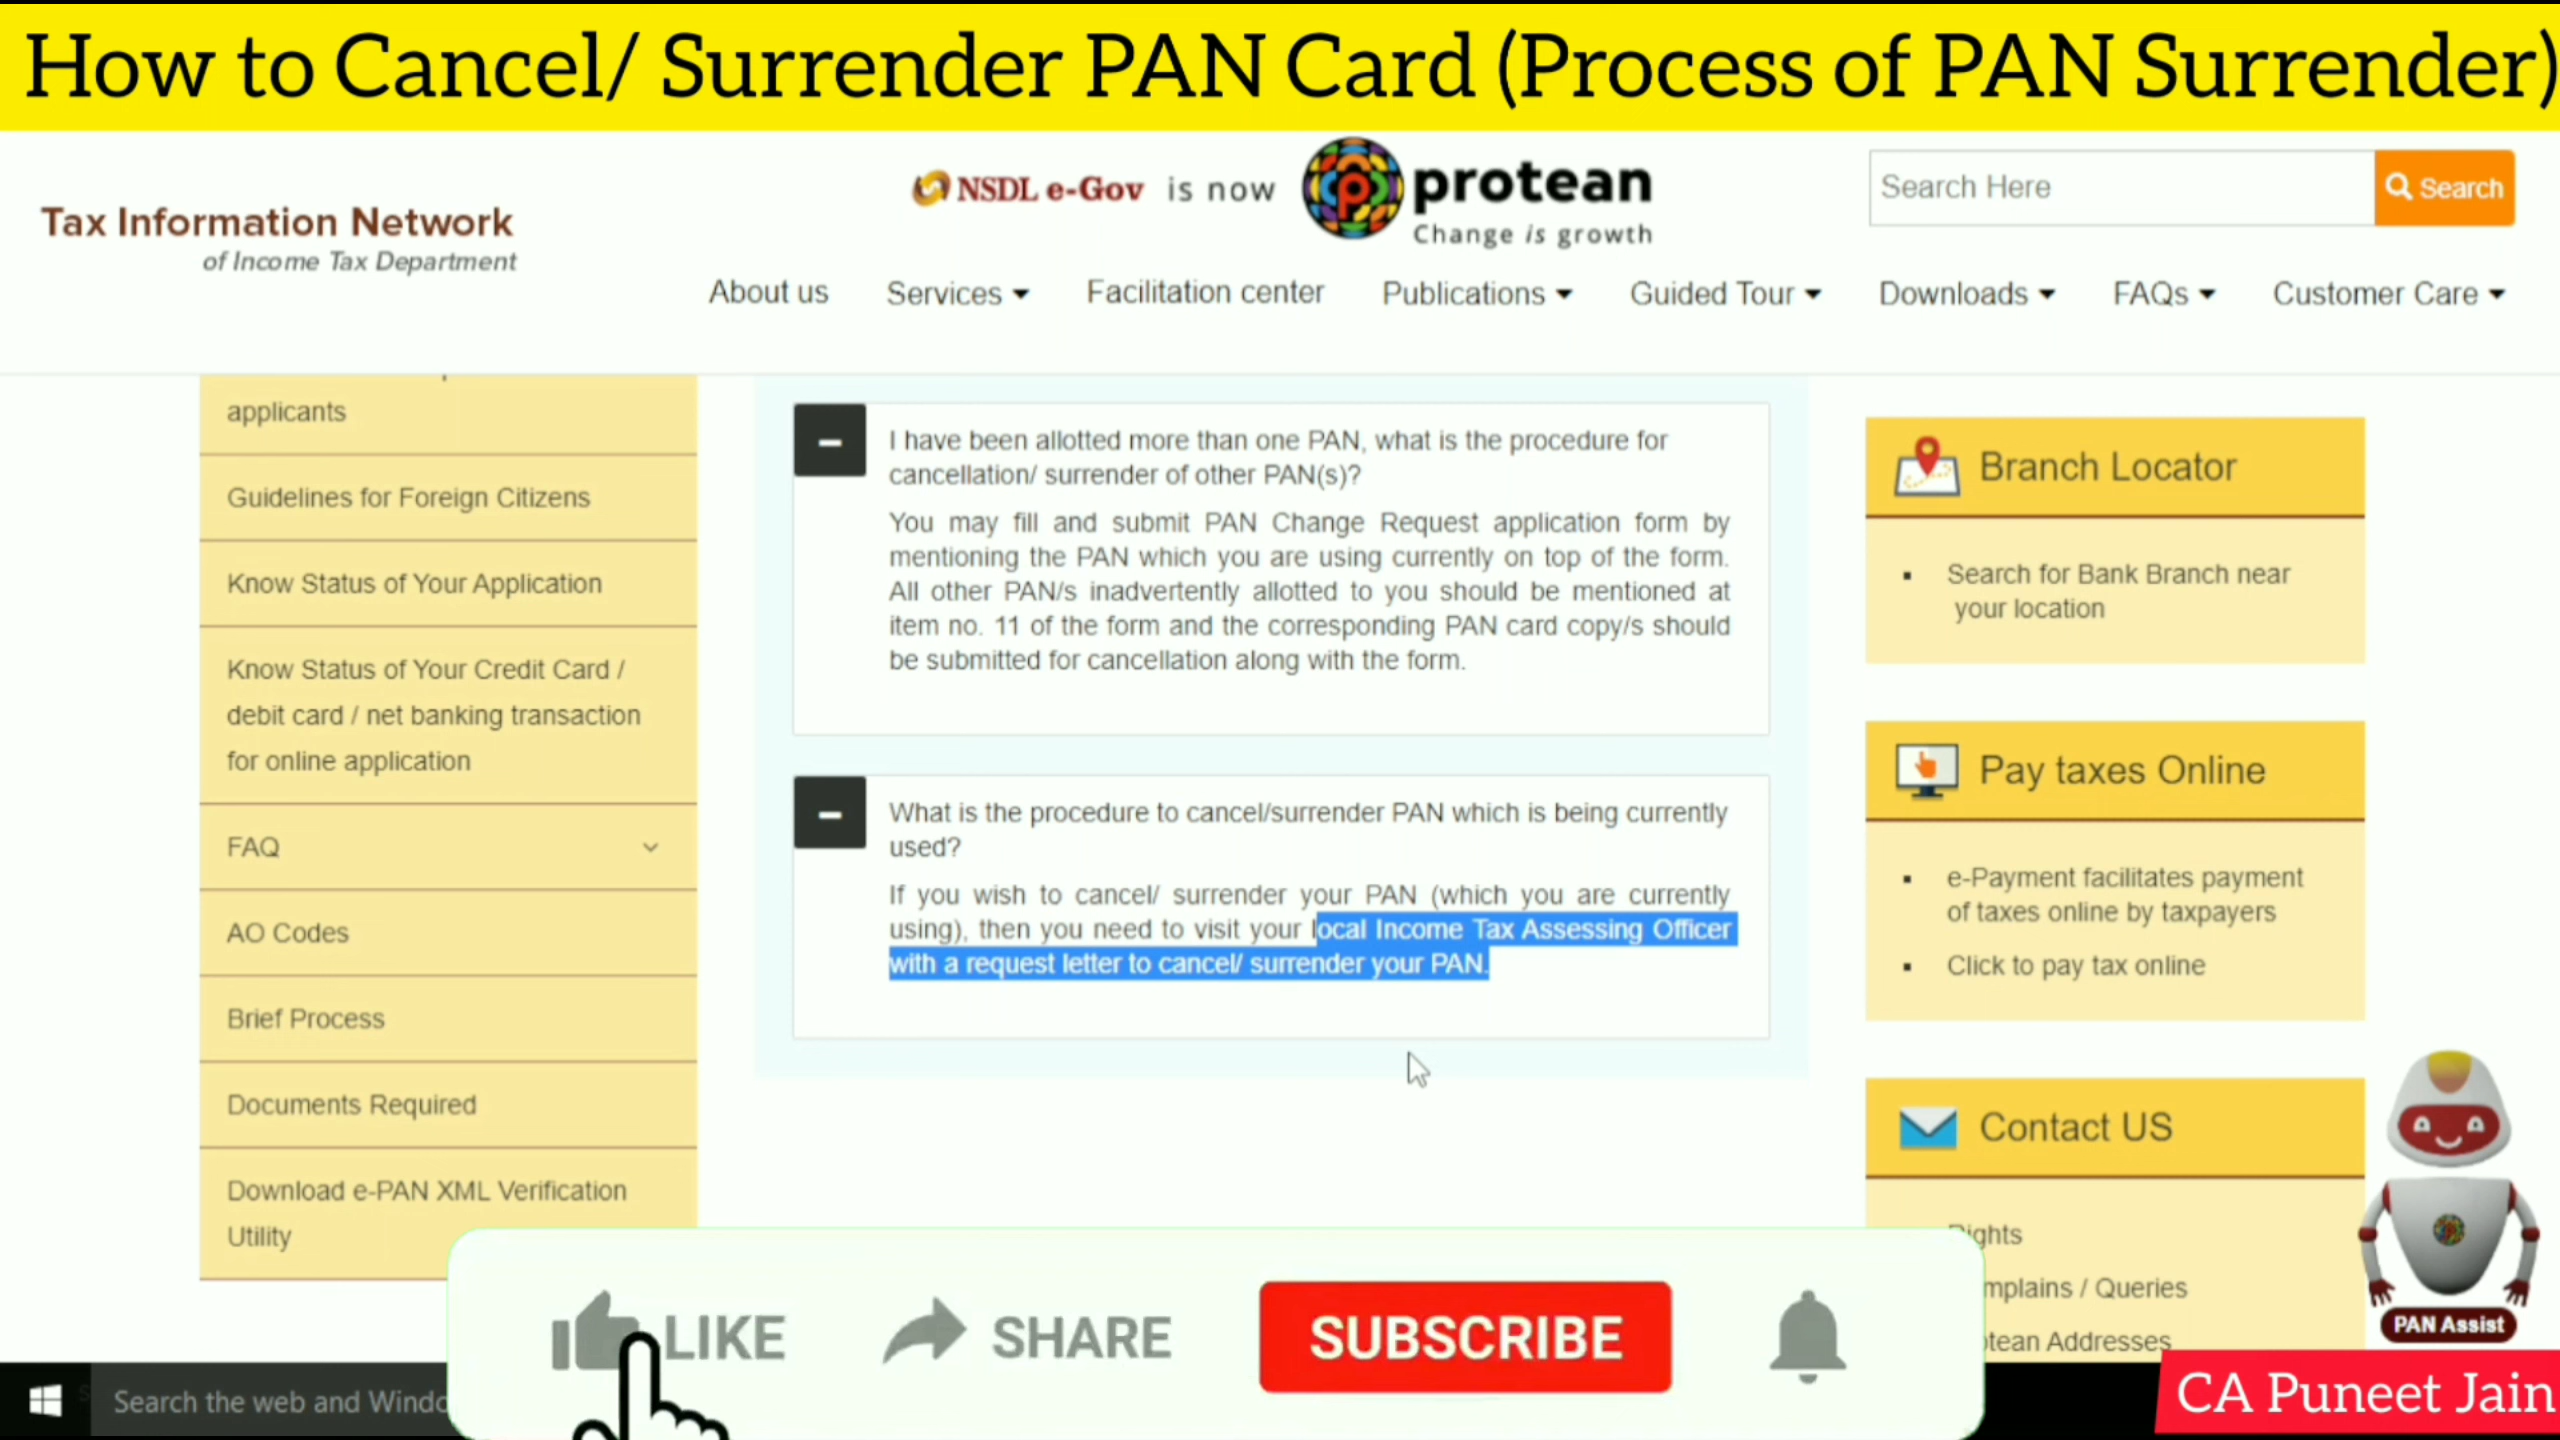 How to Cancel/ Surrender PAN Card (Process of PAN Surrender)
Tax Information Network
of Income Tax Department
NSDL e-Gov is now protean
Change is growth
Search Here
Search
About us
Services
Facilitation center
Publications
Guided Tour
Downloads
FAQs
Customer Care
applicants
Guidelines for Foreign Citizens
Know Status of Your Application
Know Status of Your Credit Card /
debit card / net banking transaction
for online application
FAQ
AO Codes
Brief Process
Documents Required
Download e-PAN XML Verification
Utility
I have been allotted more than one PAN, what is the procedure for
cancellation/ surrender of other PAN(s)?
You may fill and submit PAN Change Request application form by
mentioning the PAN which you are using currently on top of the form.
All other PAN/s inadvertently allotted to you should be mentioned at
item no. 11 of the form and the corresponding PAN card copy/s should
be submitted for cancellation along with the form.
What is the procedure to cancel/surrender PAN which is being currently
used?
If you wish to cancel/ surrender your PAN (which you are currently
using), then you need to visit your local Income Tax Assessing Officer
with a request letter to cancel/ surrender your PAN.
Branch Locator
Search for Bank Branch near
your location
Pay taxes Online
e-Payment facilitates payment
of taxes online by taxpayers
Click to pay tax online
Contact US
ights
mplains / Queries
tean Addresses
PAN Assist
LIKE
SHARE
SUBSCRIBE
Search the web and Windo
CA Puneet Jain